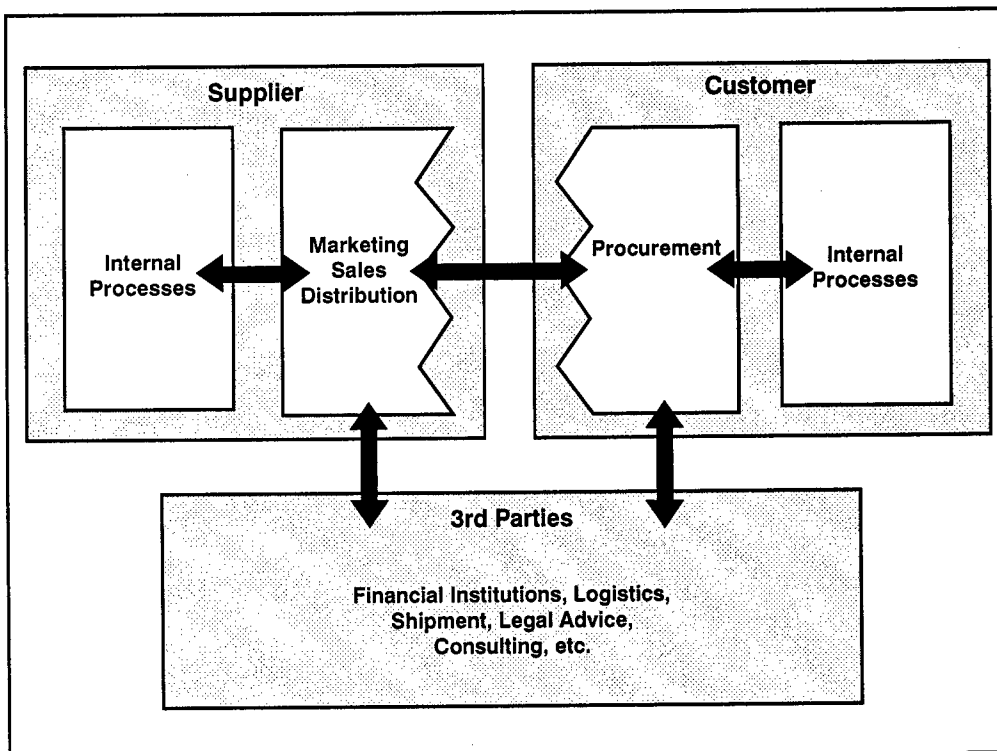 Supplier
Internal
Processes
Marketing
Sales
Distribution
Customer
Procurement
Internal
Processes
3rd Parties
Financial Institutions, Logistics,
Shipment, Legal Advice,
Consulting, etc.